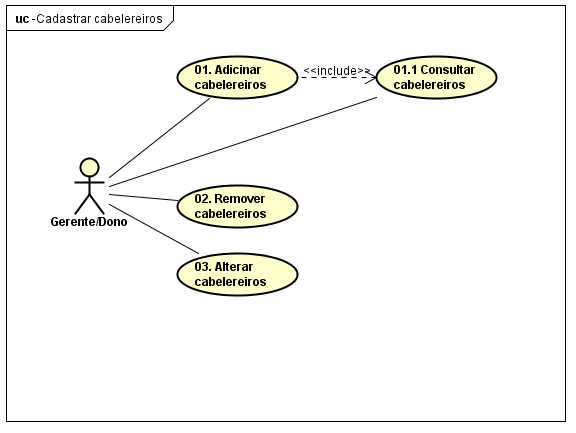 uc -Cadastrar cabelereiros
01. Adicinar
cabelereiros
<<include>>
01.1 Consultar
cabelereiros
02. Remover
cabelereiros
Gerente/Dono
03. Alterar
cabelereiros